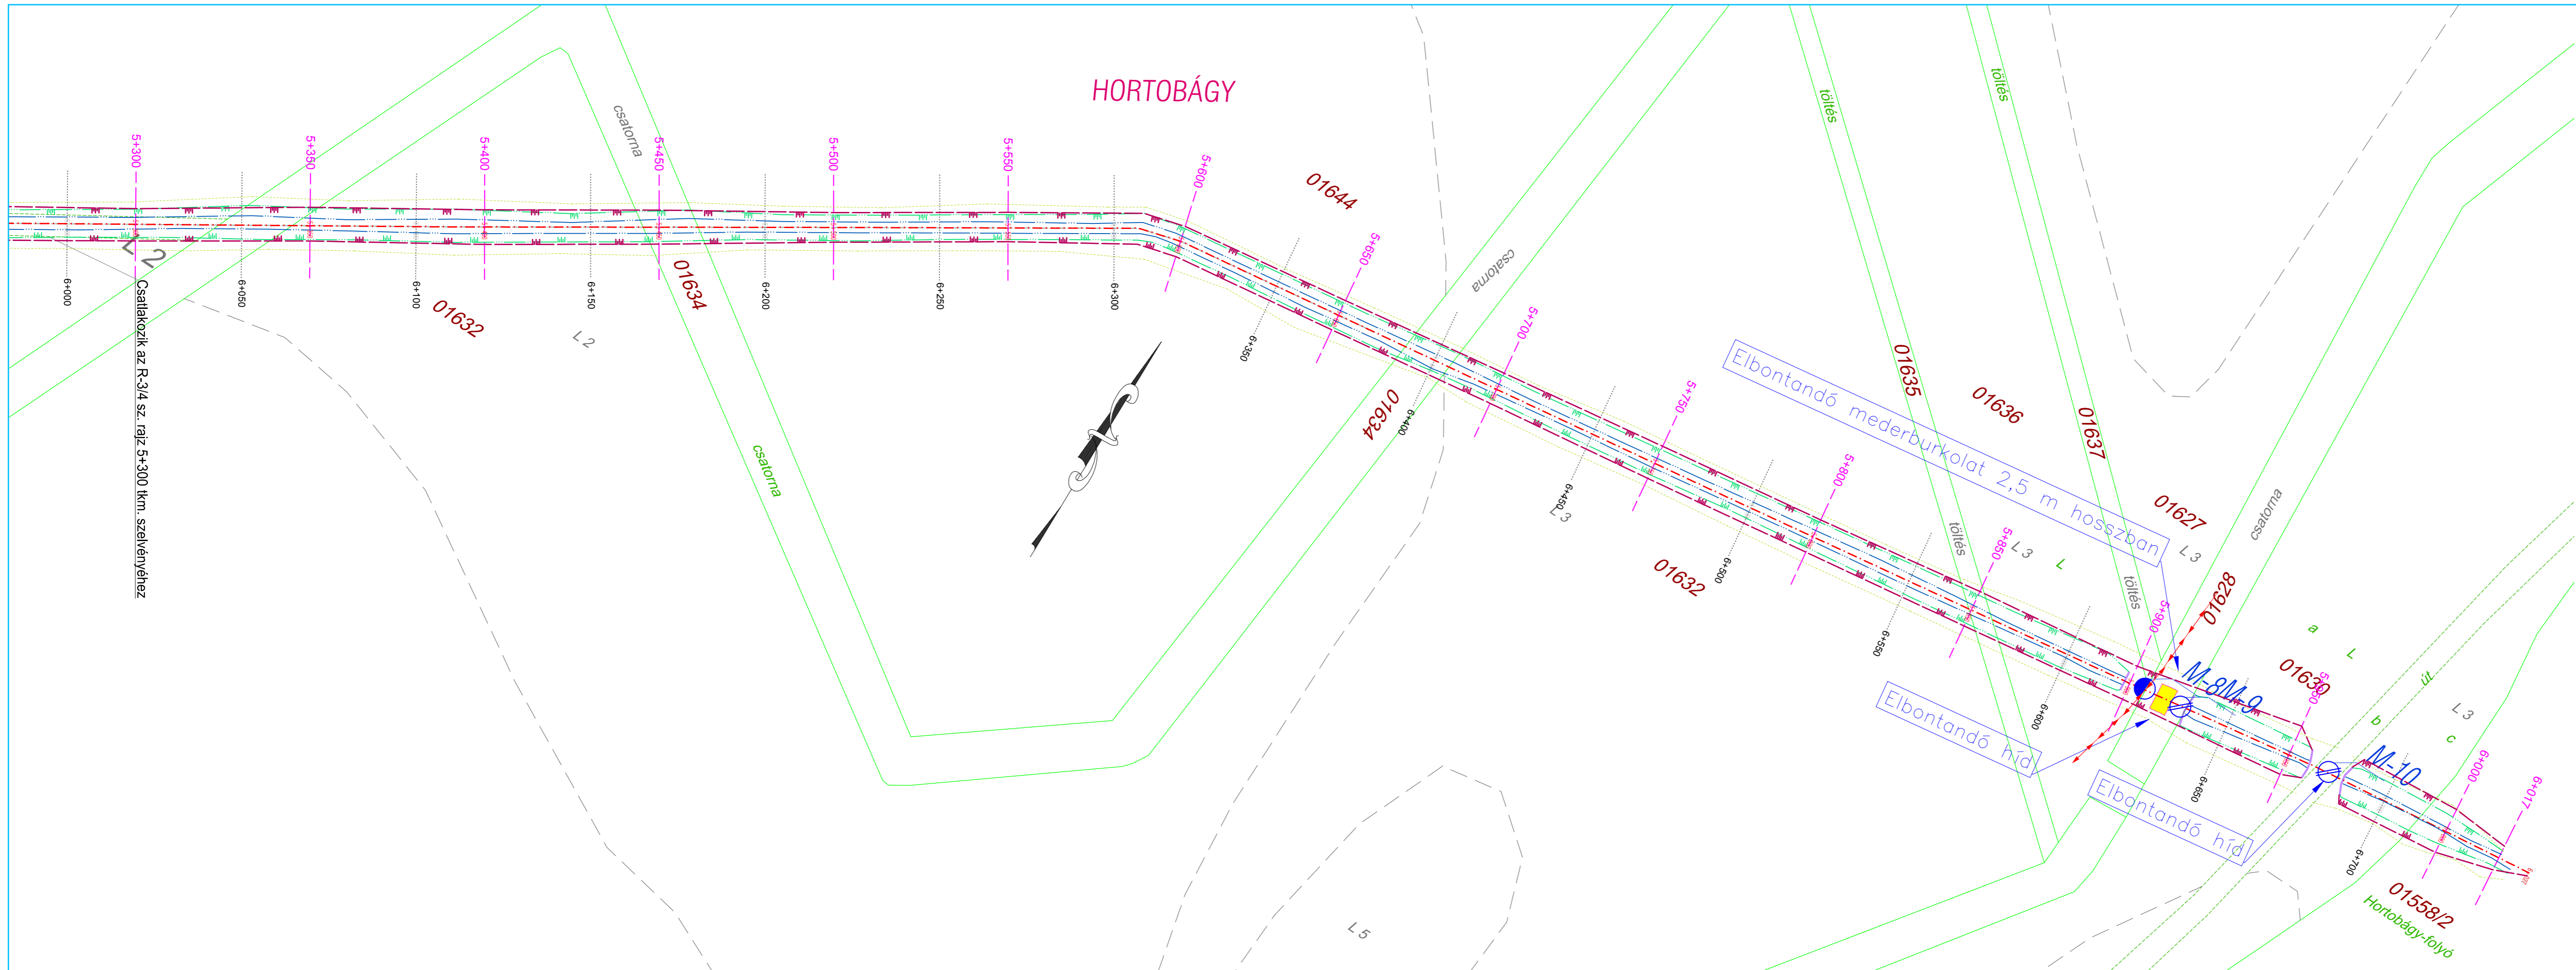 HORTOBÁGY
csatorna
töltés
töltés
5+300
5+350
5+400
5+450
5+500
5+550
5+600
01644
5+650
csatorna
L 2
Csatlakozik az R-3/4 sz. rajz 5+300 tkm. szelvényéhez
6+000
6+050
6+100
6+150
6+200
6+250
6+300
01632
L 2
01634
6+350
5+700
01634
6+400
5+750
csatorna
Elbontandó mederburkolat 2,5 m hosszban
01635
01636
01637
01627
L 3
csatorna
6+450
L 3
5+800
6+500
01632
töltés
5+850
L 3
L
töltés
5+900
01628
6+550
6+600
Elbontandó híd
M-8
M-9
a
L
01630
5+950
út
L 3
b
c
6+650
M-10
6+000
6+017
Elbontandó híd
6+700
01558/2
Hortobágy-folyó
L 5